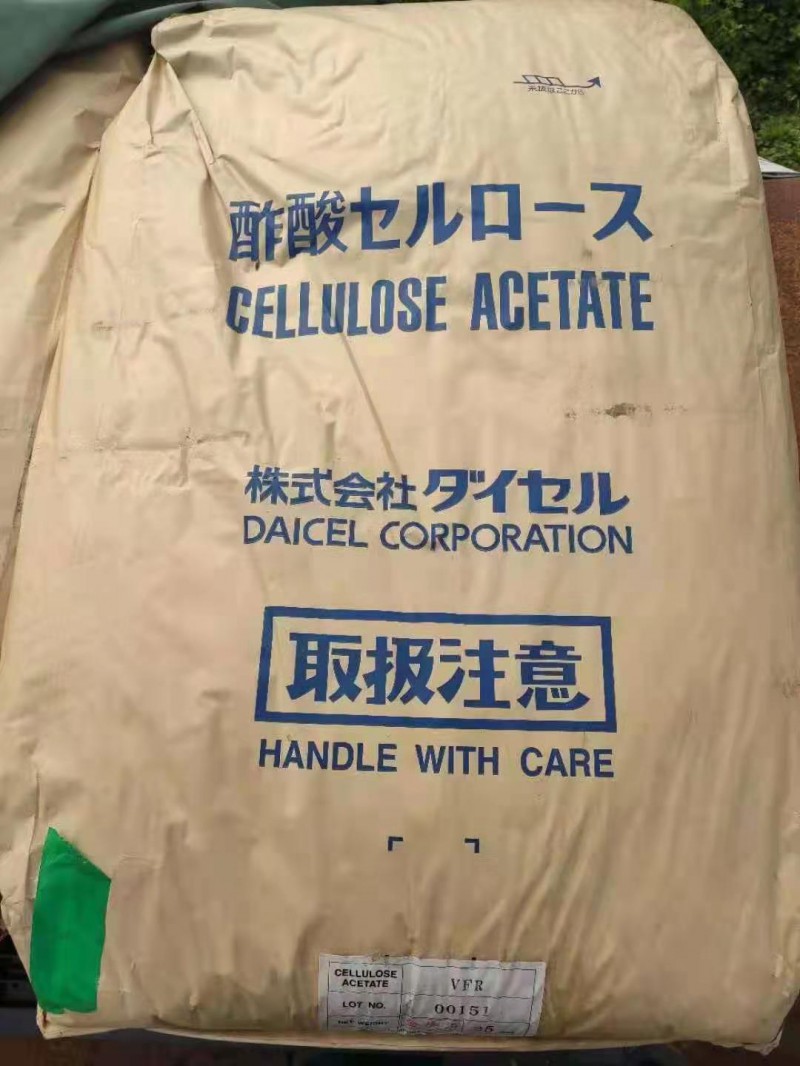 酢酸セルロース
CELLULOSE ACETATE
株式会社ダイセル
DAICEL CORPORATION
取扱注意
HANDLE WITH CARE
CELLULOSE ACETATE VFR
LOT NO. 00151